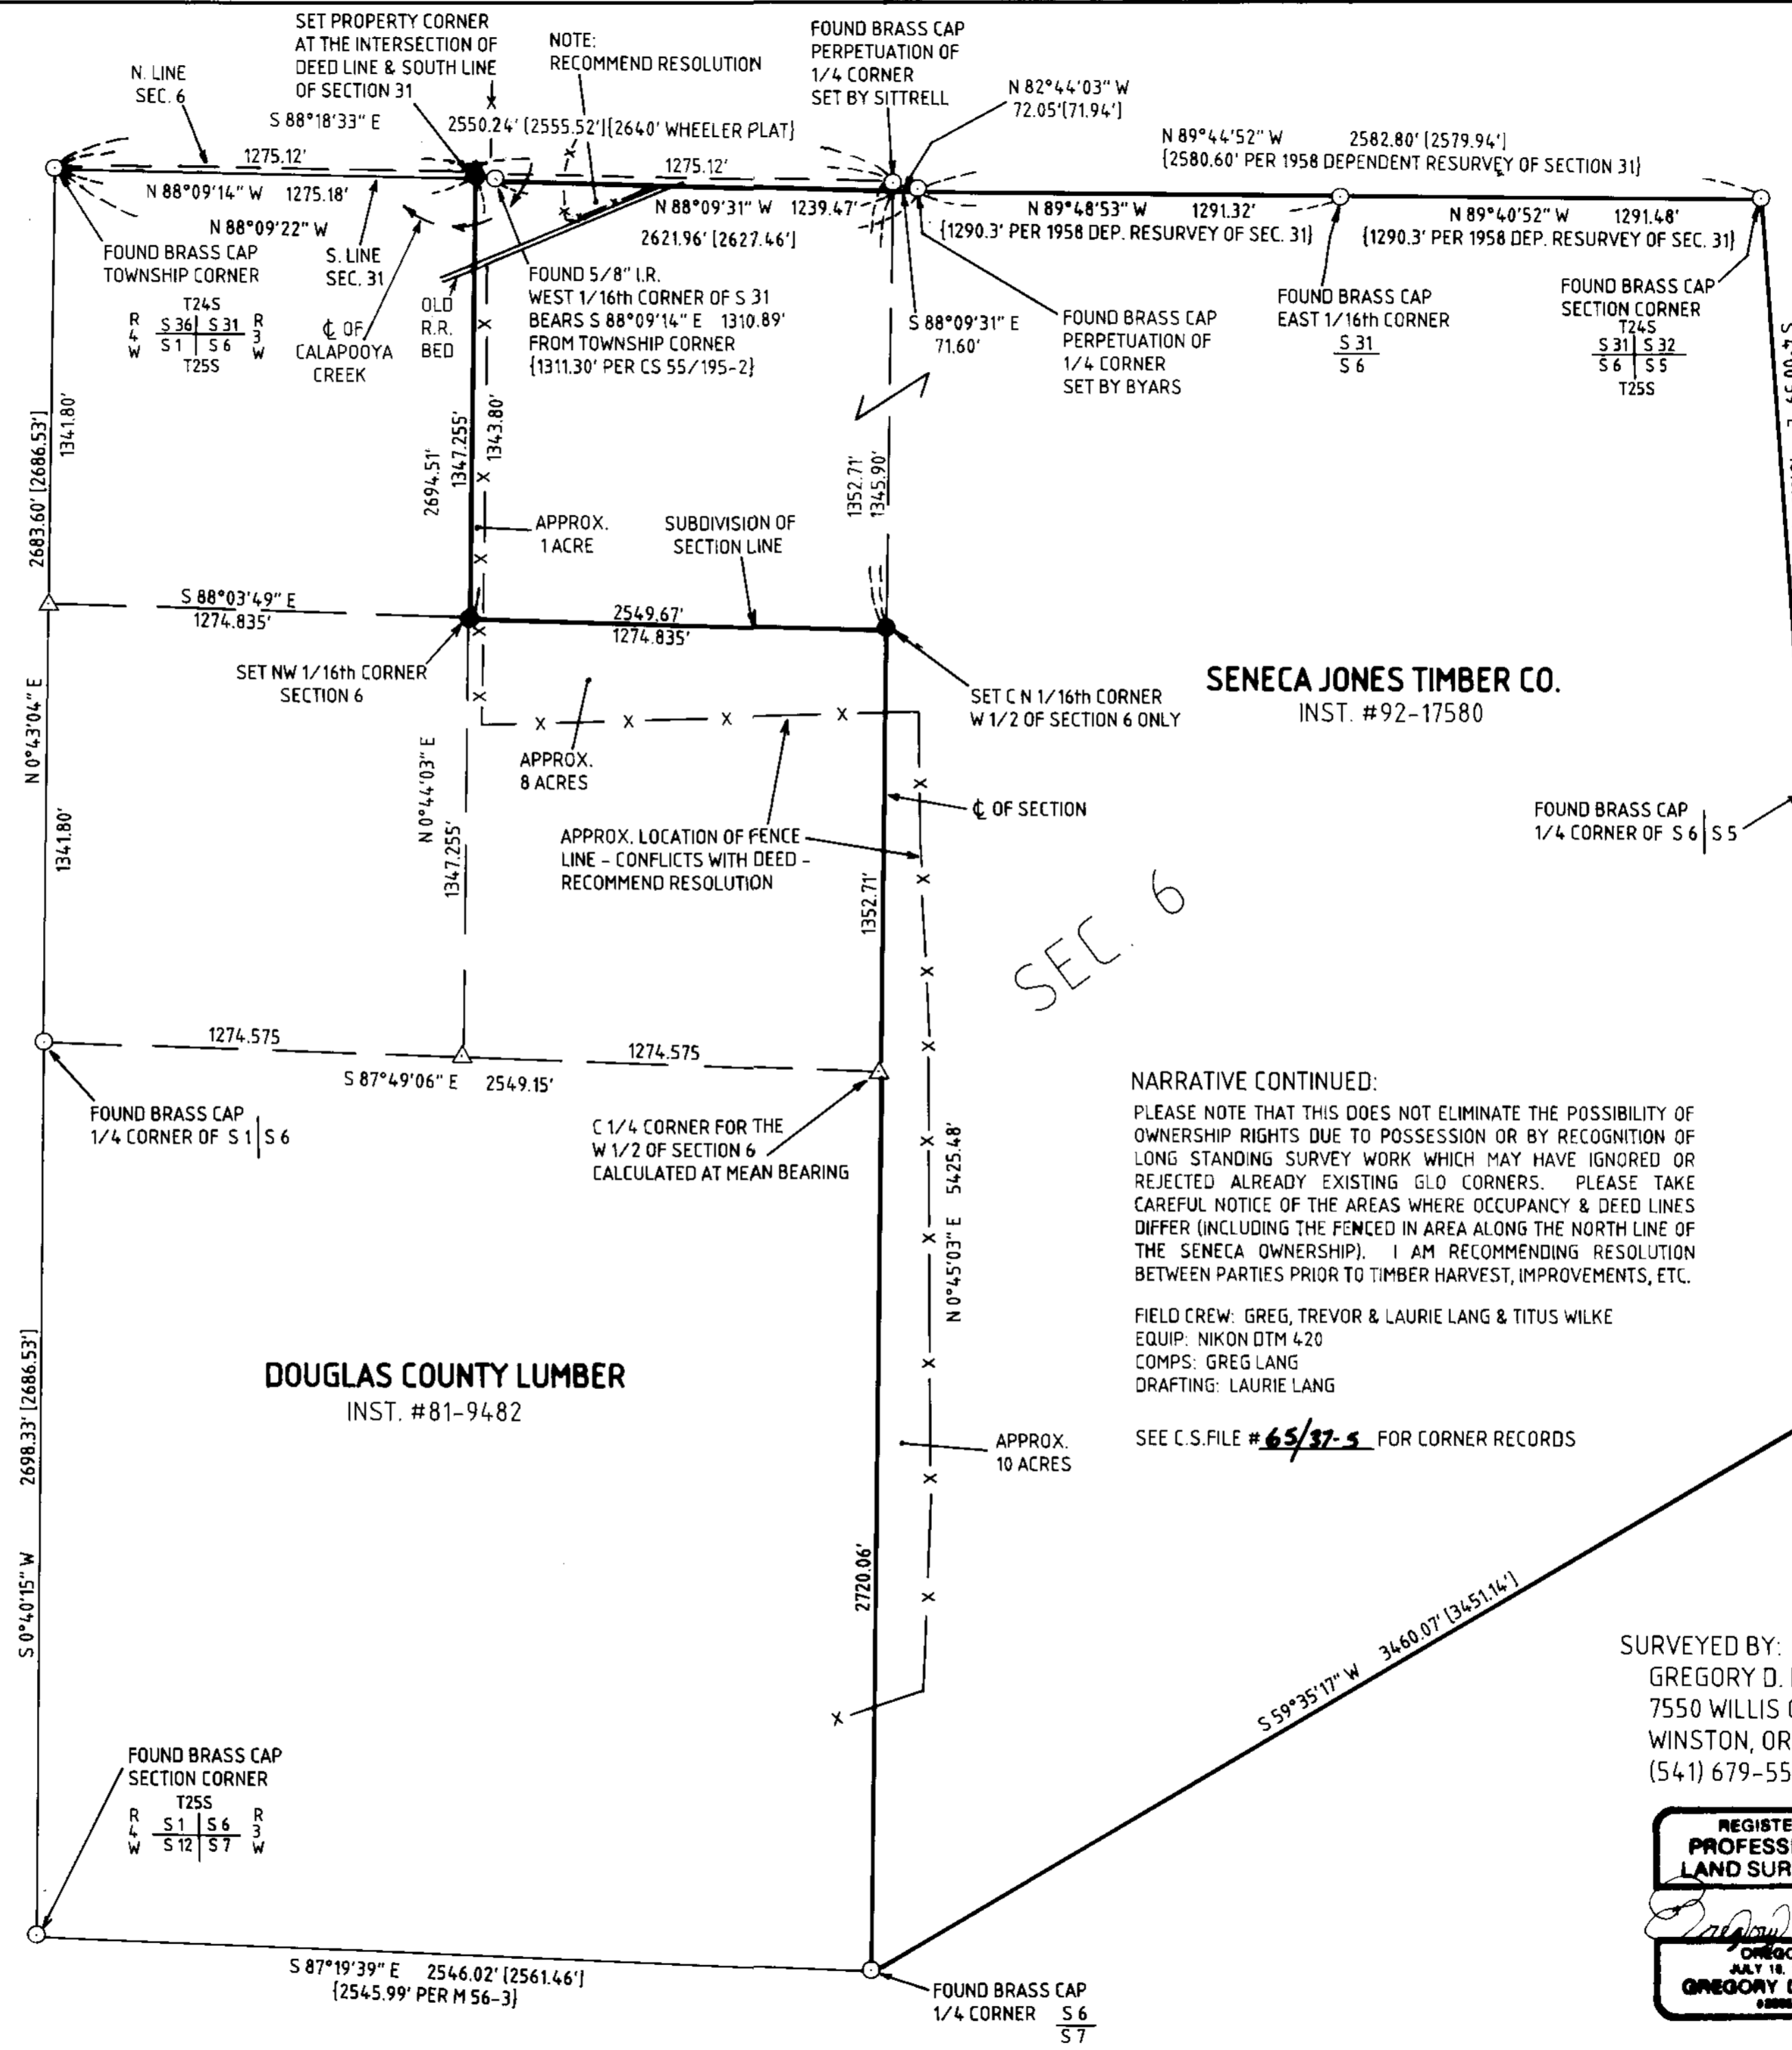 SET PROPERTY CORNER
AT THE INTERSECTION OF
DEED LINE & SOUTH LINE
OF SECTION 31
NOTE:
RECOMMEND RESOLUTION
FOUND BRASS CAP
PERPETUATION OF
1/4 CORNER
SET BY SITTRELL
N. LINE
SEC. 6
N 82°44'03" W
72.05'[71.94']
S 88°18'33" E
2550.24' [2555.52']{2640' WHEELER PLAT}
N 89°44'52" W 2582.80' [2579.94']
{2580.60' PER 1958 DEPENDENT RESURVEY OF SECTION 31}
1275.12'
1275.12'
N 88°09'14" W 1275.18'
N 88°09'31" W 1239.47'
N 89°48'53" W 1291.32'
{1290.3' PER 1958 DEP. RESURVEY OF SEC. 31}
N 89°40'52" W 1291.48'
{1290.3' PER 1958 DEP. RESURVEY OF SEC. 31}
N 88°09'22" W
2621.96' [2627.46']
FOUND BRASS CAP
TOWNSHIP CORNER
T24S
R 4 W
S 36 S 31
S 1 S 6
R 3 W
T25S
S. LINE
SEC. 31
℄ OF
CALAPOOYA
CREEK
OLD
R.R.
BED
FOUND 5/8" I.R.
WEST 1/16th CORNER OF S 31
BEARS S 88°09'14" E 1310.89'
FROM TOWNSHIP CORNER
{1311.30' PER CS 55/195-2}
S 88°09'31" E
71.60'
FOUND BRASS CAP
PERPETUATION OF
1/4 CORNER
SET BY BYARS
FOUND BRASS CAP
EAST 1/16th CORNER
S 31
S 6
FOUND BRASS CAP
SECTION CORNER
T24S
S 31 S 32
S 6 S 5
T25S
2683.60' [2686.53']
1341.80'
2694.51'
1347.255'
1343.80'
1352.71'
1345.90'
APPROX.
1 ACRE
SUBDIVISION OF
SECTION LINE
S 88°03'49" E
1274.835'
2549.67'
1274.835'
SET NW 1/16th CORNER
SECTION 6
SET C N 1/16th CORNER
W 1/2 OF SECTION 6 ONLY
SENECA JONES TIMBER CO.
INST. #92-17580
N 0°43'04" E
1341.80'
N 0°44'03" E
1347.255'
APPROX.
8 ACRES
℄ OF SECTION
APPROX. LOCATION OF FENCE
LINE - CONFLICTS WITH DEED -
RECOMMEND RESOLUTION
1352.71'
FOUND BRASS CAP
1/4 CORNER OF S 6 S 5
SEC. 6
1274.575
1274.575
S 87°49'06" E 2549.15'
FOUND BRASS CAP
1/4 CORNER OF S 1 S 6
C 1/4 CORNER FOR THE
W 1/2 OF SECTION 6
CALCULATED AT MEAN BEARING
N 0°45'03" E 5425.48'
NARRATIVE CONTINUED:
PLEASE NOTE THAT THIS DOES NOT ELIMINATE THE POSSIBILITY OF
OWNERSHIP RIGHTS DUE TO POSSESSION OR BY RECOGNITION OF
LONG STANDING SURVEY WORK WHICH MAY HAVE IGNORED OR
REJECTED ALREADY EXISTING GLO CORNERS. PLEASE TAKE
CAREFUL NOTICE OF THE AREAS WHERE OCCUPANCY & DEED LINES
DIFFER (INCLUDING THE FENCED IN AREA ALONG THE NORTH LINE OF
THE SENECA OWNERSHIP). I AM RECOMMENDING RESOLUTION
BETWEEN PARTIES PRIOR TO TIMBER HARVEST, IMPROVEMENTS, ETC.
FIELD CREW: GREG, TREVOR & LAURIE LANG & TITUS WILKE
EQUIP: NIKON DTM 420
COMPS: GREG LANG
DRAFTING: LAURIE LANG
SEE C.S.FILE # 65/37-5 FOR CORNER RECORDS
DOUGLAS COUNTY LUMBER
INST. #81-9482
2698.33' [2686.53']
S 0°40'15" W
APPROX.
10 ACRES
2720.06'
S 59°35'17" W 3460.07' [3451.14']
FOUND BRASS CAP
SECTION CORNER
T25S
R 4 W
S 1 S 6
S 12 S 7
R 3 W
S 87°19'39" E 2546.02' [2561.46']
{2545.99' PER M 56-3}
FOUND BRASS CAP
1/4 CORNER S 6
S 7
SURVEYED BY:
GREGORY D.
7550 WILLIS
WINSTON, OR
(541) 679-55
REGISTE
PROFESS
LAND SUR
Gregory
OREGO
JULY 18,
GREGORY